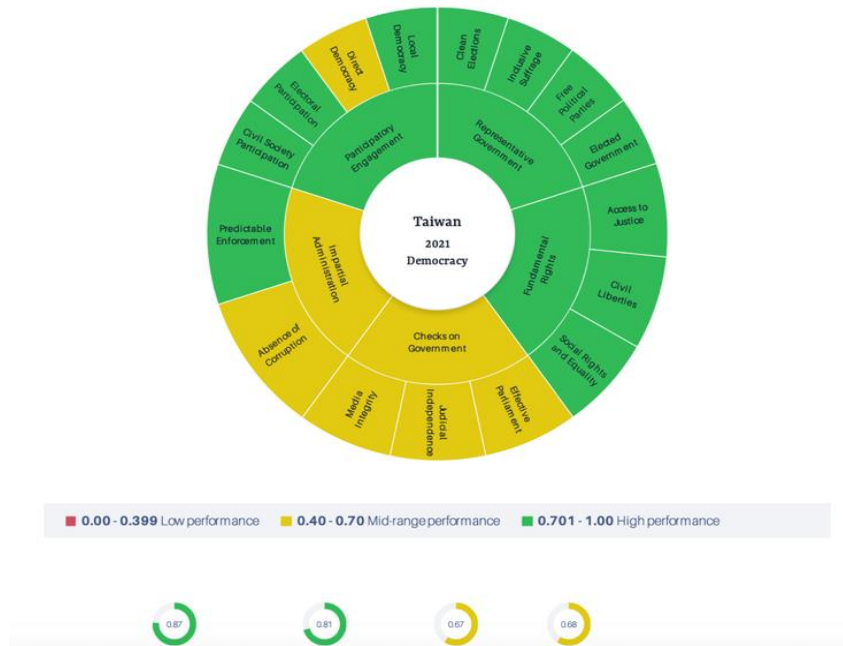 Local
Democracy
Clean
Elections
Inclusive
Suffrage
Free
Political
Parties
Elected
Government
Access to
Justice
Civil
Liberties
Social Rights
and Equality
Effective
Parliament
Judicial
Independence
Media
Integrity
Absence of
Corruption
Predictable
Enforcement
Civil Society
Participation
Electoral
Participation
Direct
Democracy
Participatory
Engagement
Representative
Government
Fundamental
Rights
Checks on
Government
Impartial
Administration
Taiwan
2021
Democracy
0.00 - 0.399 Low performance 0.40 - 0.70 Mid-range performance 0.701 - 1.00 High performance
0.87 0.81 0.67 0.68